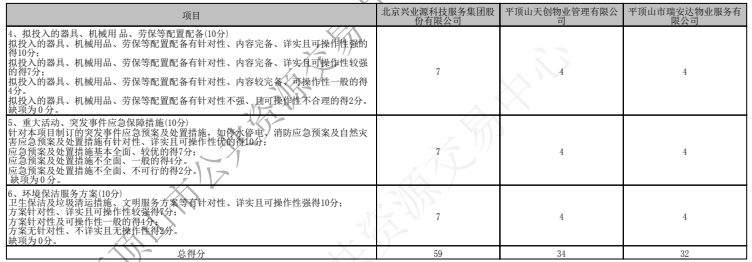 项目
北京兴业源科技服务集团股
份有限公司
平顶山天创物业管理有限公
司
平顶山市瑞安达物业服务有
限公司
4、拟投入的器具、机械用品、劳保等配置配备(10分)
拟投入的器具、机械用品、劳保等配置配备有针对性、内容完备、详实且可操作性强的
得10分；
拟投入的器具、机械用品、劳保等配置配备有针对性、内容完备、详实且可操作性较强
的得7分；
拟投入的器具、机械用品、劳保等配置配备有针对性、内容较完备、可操作性一般的得
4分。
拟投入的器具、机械用品、劳保等配置配备有针对性不强、且可操作性不合理的得2分。
缺项为0分。
7
4
4
5、重大活动、突发事件应急保障措施(10分)
针对本项目制订的突发事件应急预案及处置措施，如停水停电，消防应急预案及自然灾
害应急预案及处置措施有针对性、详实且可操作性优的得10分；
应急预案及处置措施基本全面、较优的得7分；
应急预案及处置措施不全面、一般的得4分。
应急预案及处置措施不全面、不可行的得2分。
缺项为0分。
7
4
4
6、环境保洁服务方案(10分)
卫生保洁及垃圾清运措施、文明服务方案等有针对性、详实且可操作性强得10分；
方案针对性、详实且可操作性较强得7分；
方案针对性及可操作性一般的得4分；
方案无针对性、不详实且无操作性得2分。
缺项为0分。
7
4
4
总得分
59
34
32